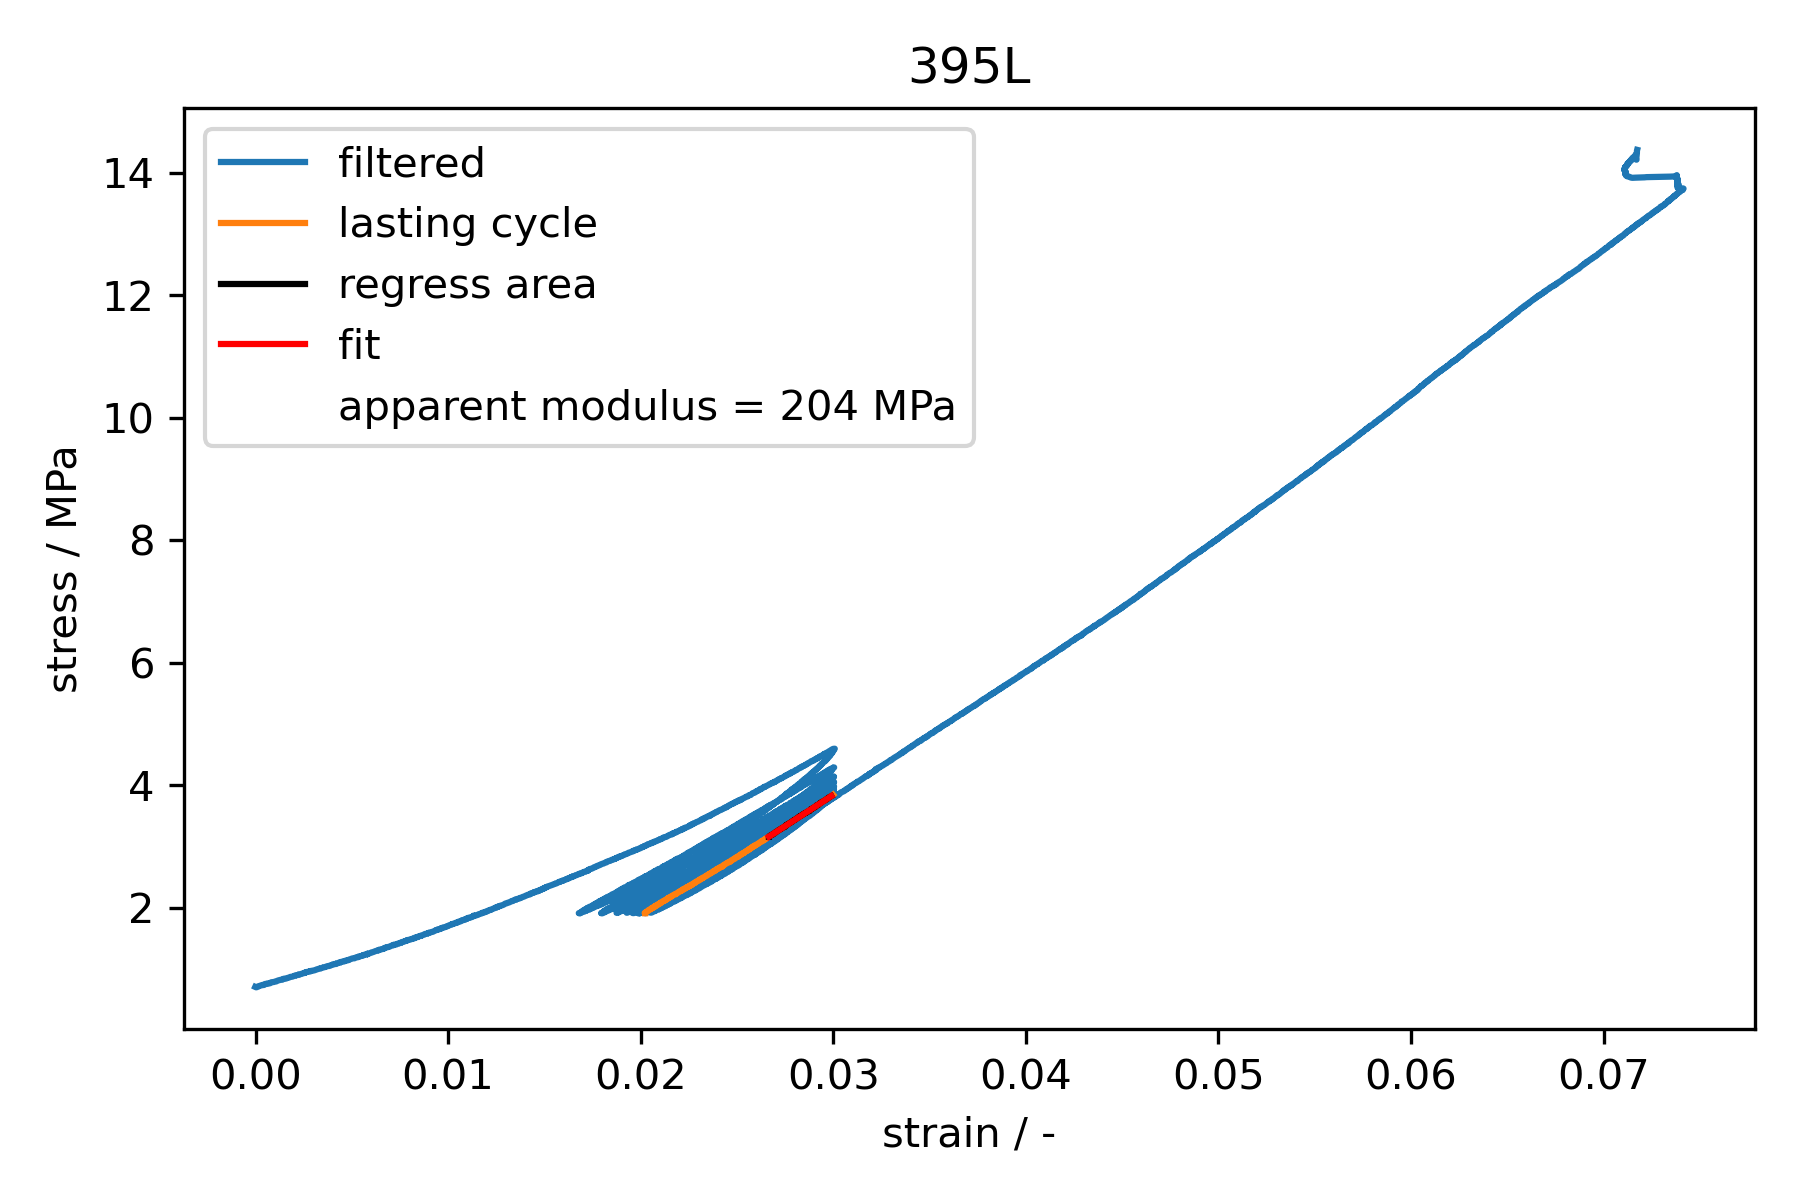 395L
filtered
lasting cycle
regress area
fit
apparent modulus = 204 MPa
stress / MPa
14
12
10
8
6
4
2
0.00 0.01 0.02 0.03 0.04 0.05 0.06 0.07
strain / -